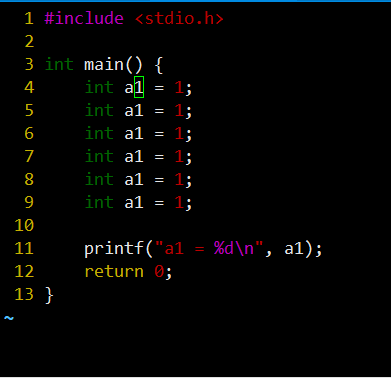 1 #include <stdio.h>
2
3 int main() {
4     int a1 = 1;
5     int a1 = 1;
6     int a1 = 1;
7     int a1 = 1;
8     int a1 = 1;
9     int a1 = 1;
10
11     printf("a1 = %d\n", a1);
12     return 0;
13 }
~